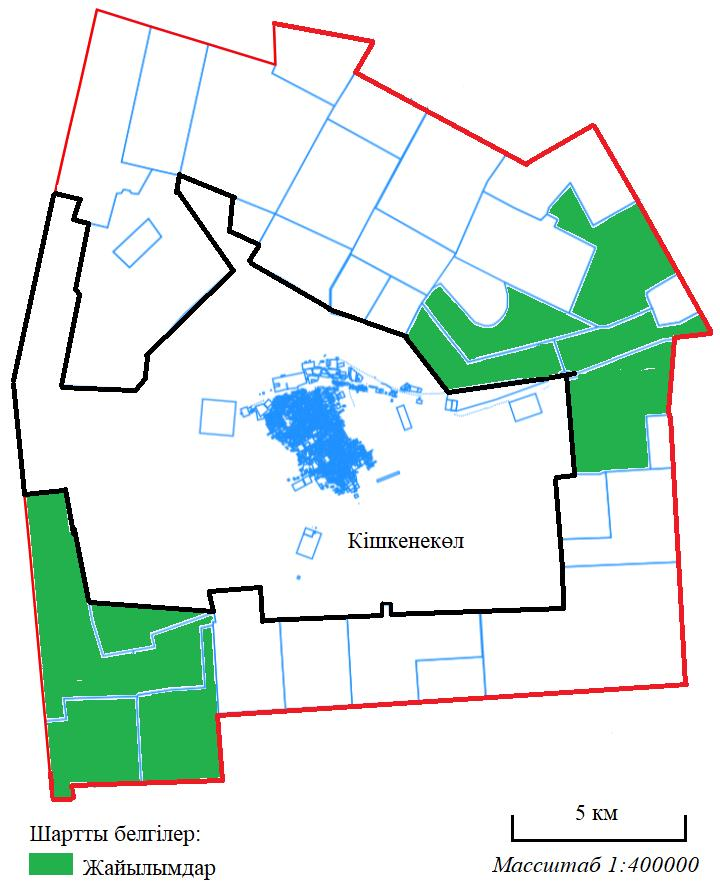 Кішкенекөл
5 км
Шартты белгілер:
Жайылымдар
Масштаб 1:400000